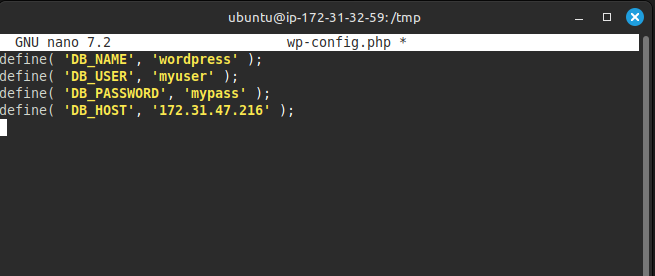 ubuntu@ip-172-31-32-59: /tmp
GNU nano 7.2 wp-config.php *
define( 'DB_NAME', 'wordpress' );
define( 'DB_USER', 'myuser' );
define( 'DB_PASSWORD', 'mypass' );
define( 'DB_HOST', '172.31.47.216' );